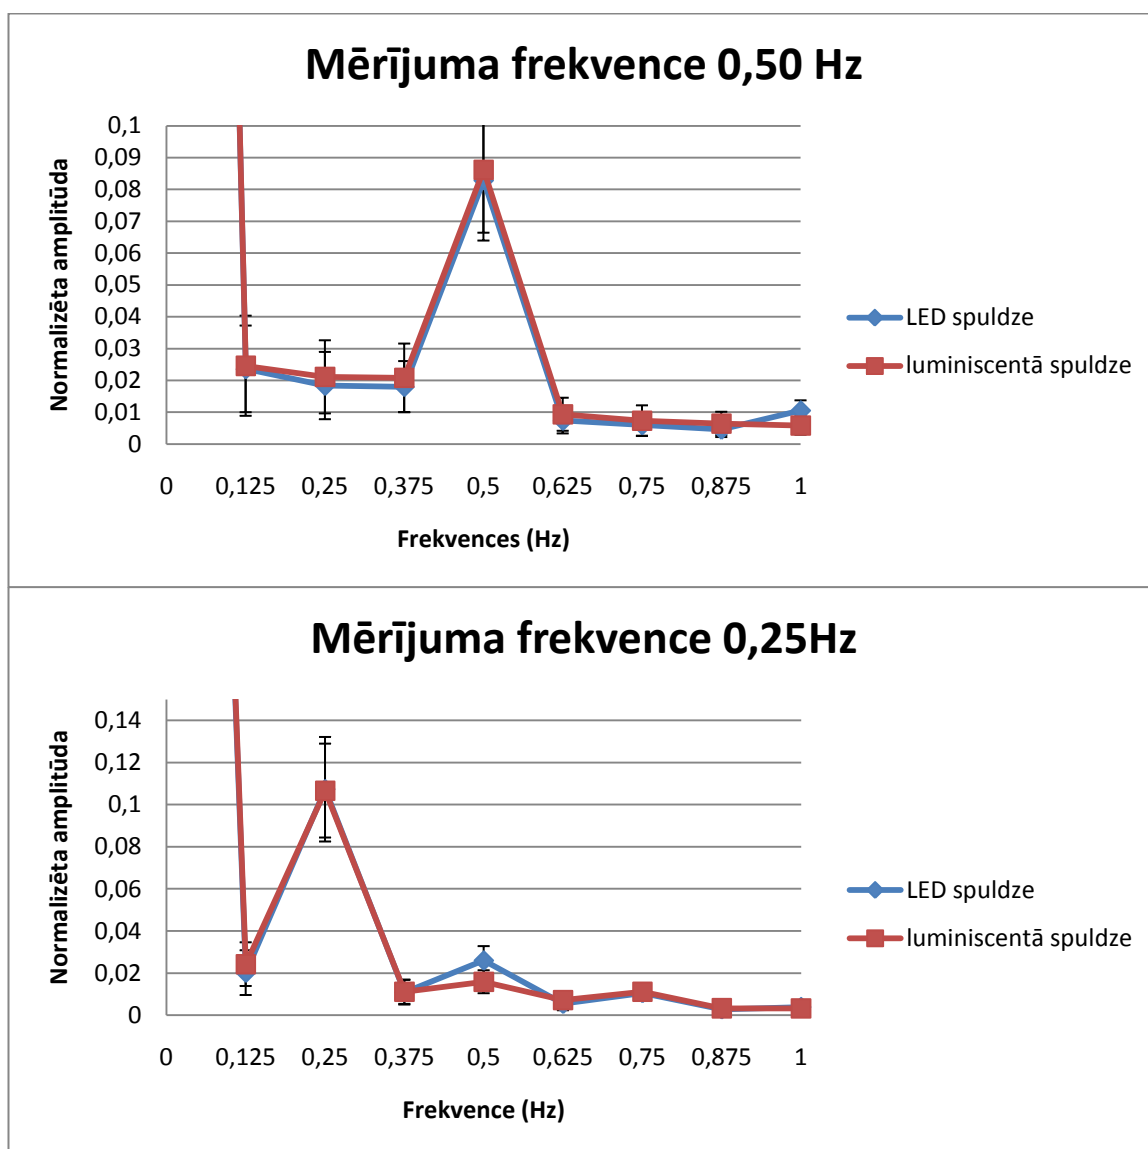 Mērījuma frekvence 0,50 Hz
Normalizēta amplitūda
0,1
0,09
0,08
0,07
0,06
0,05
0,04
0,03
0,02
0,01
0
0 0,125 0,25 0,375 0,5 0,625 0,75 0,875 1
Frekvences (Hz)
LED spuldze
luminiscentā spuldze
Mērījuma frekvence 0,25Hz
Normalizēta amplitūda
0,14
0,12
0,1
0,08
0,06
0,04
0,02
0
0 0,125 0,25 0,375 0,5 0,625 0,75 0,875 1
Frekvence (Hz)
LED spuldze
luminiscentā spuldze